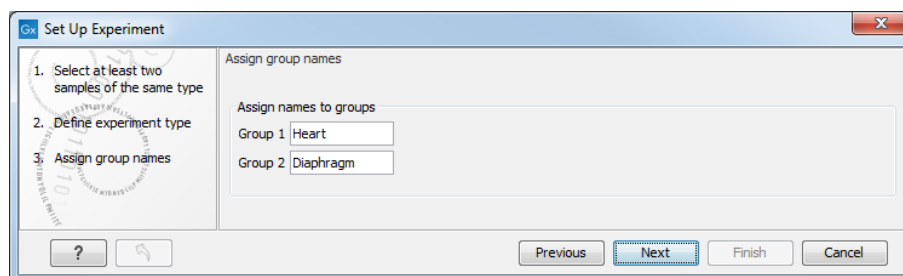 Gx Set Up Experiment
1. Select at least two
samples of the same type
2. Define experiment type
3. Assign group names
Assign group names
Assign names to groups
Group 1 Heart
Group 2 Diaphragm
? Previous Next Finish Cancel